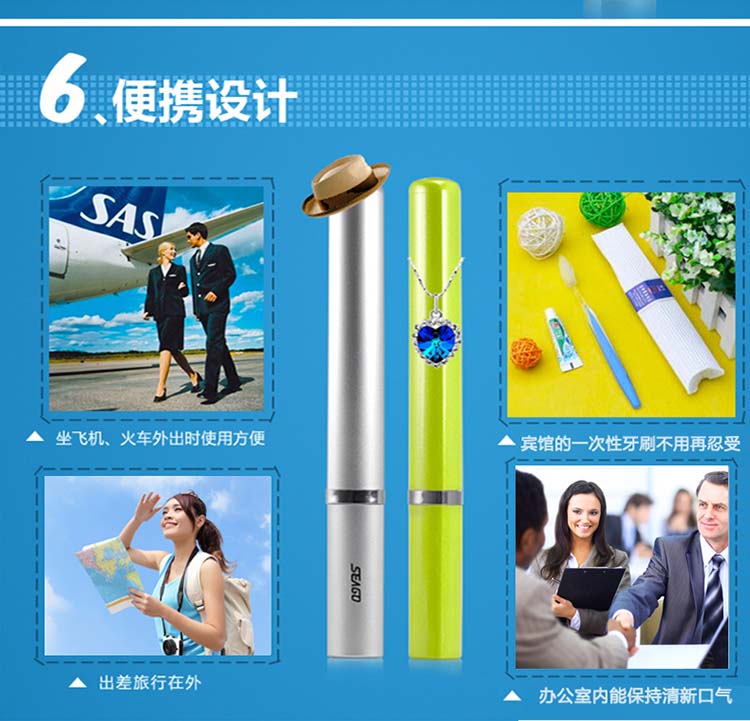 6、便携设计
SAS
坐飞机、火车外出时使用方便
宾馆的一次性牙刷不用再忍受
SEAGO
出差旅行在外
办公室内能保持清新口气